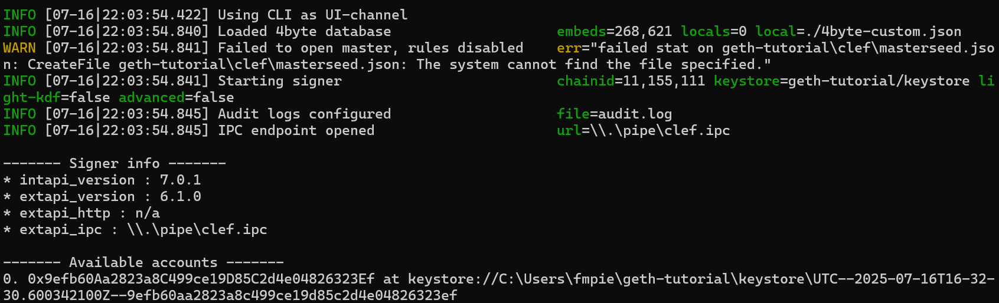 INFO [07-16|22:03:54.422] Using CLI as UI-channel
INFO [07-16|22:03:54.840] Loaded 4byte database                    embeds=268,621 locals=0 local=./4byte-custom.json
WARN [07-16|22:03:54.841] Failed to open master, rules disabled    err="failed stat on geth-tutorial\clef\masterseed.jso
n: CreateFile geth-tutorial\clef\masterseed.json: The system cannot find the file specified."
INFO [07-16|22:03:54.841] Starting signer                          chainid=11,155,111 keystore=geth-tutorial/keystore li
ght-kdf=false advanced=false
INFO [07-16|22:03:54.845] Audit logs configured                    file=audit.log
INFO [07-16|22:03:54.845] IPC endpoint opened                      url=\\.\pipe\clef.ipc
------- Signer info -------
* intapi_version : 7.0.1
* extapi_version : 6.1.0
* extapi_http : n/a
* extapi_ipc : \\.\pipe\clef.ipc
------- Available accounts -------
0. 0x9efb60Aa2823a8C499ce19D85C2d4e04826323Ef at keystore://C:\Users\fmpie\geth-tutorial\keystore\UTC--2025-07-16T16-32-
30.600342100Z--9efb60aa2823a8c499ce19d85c2d4e04826323ef